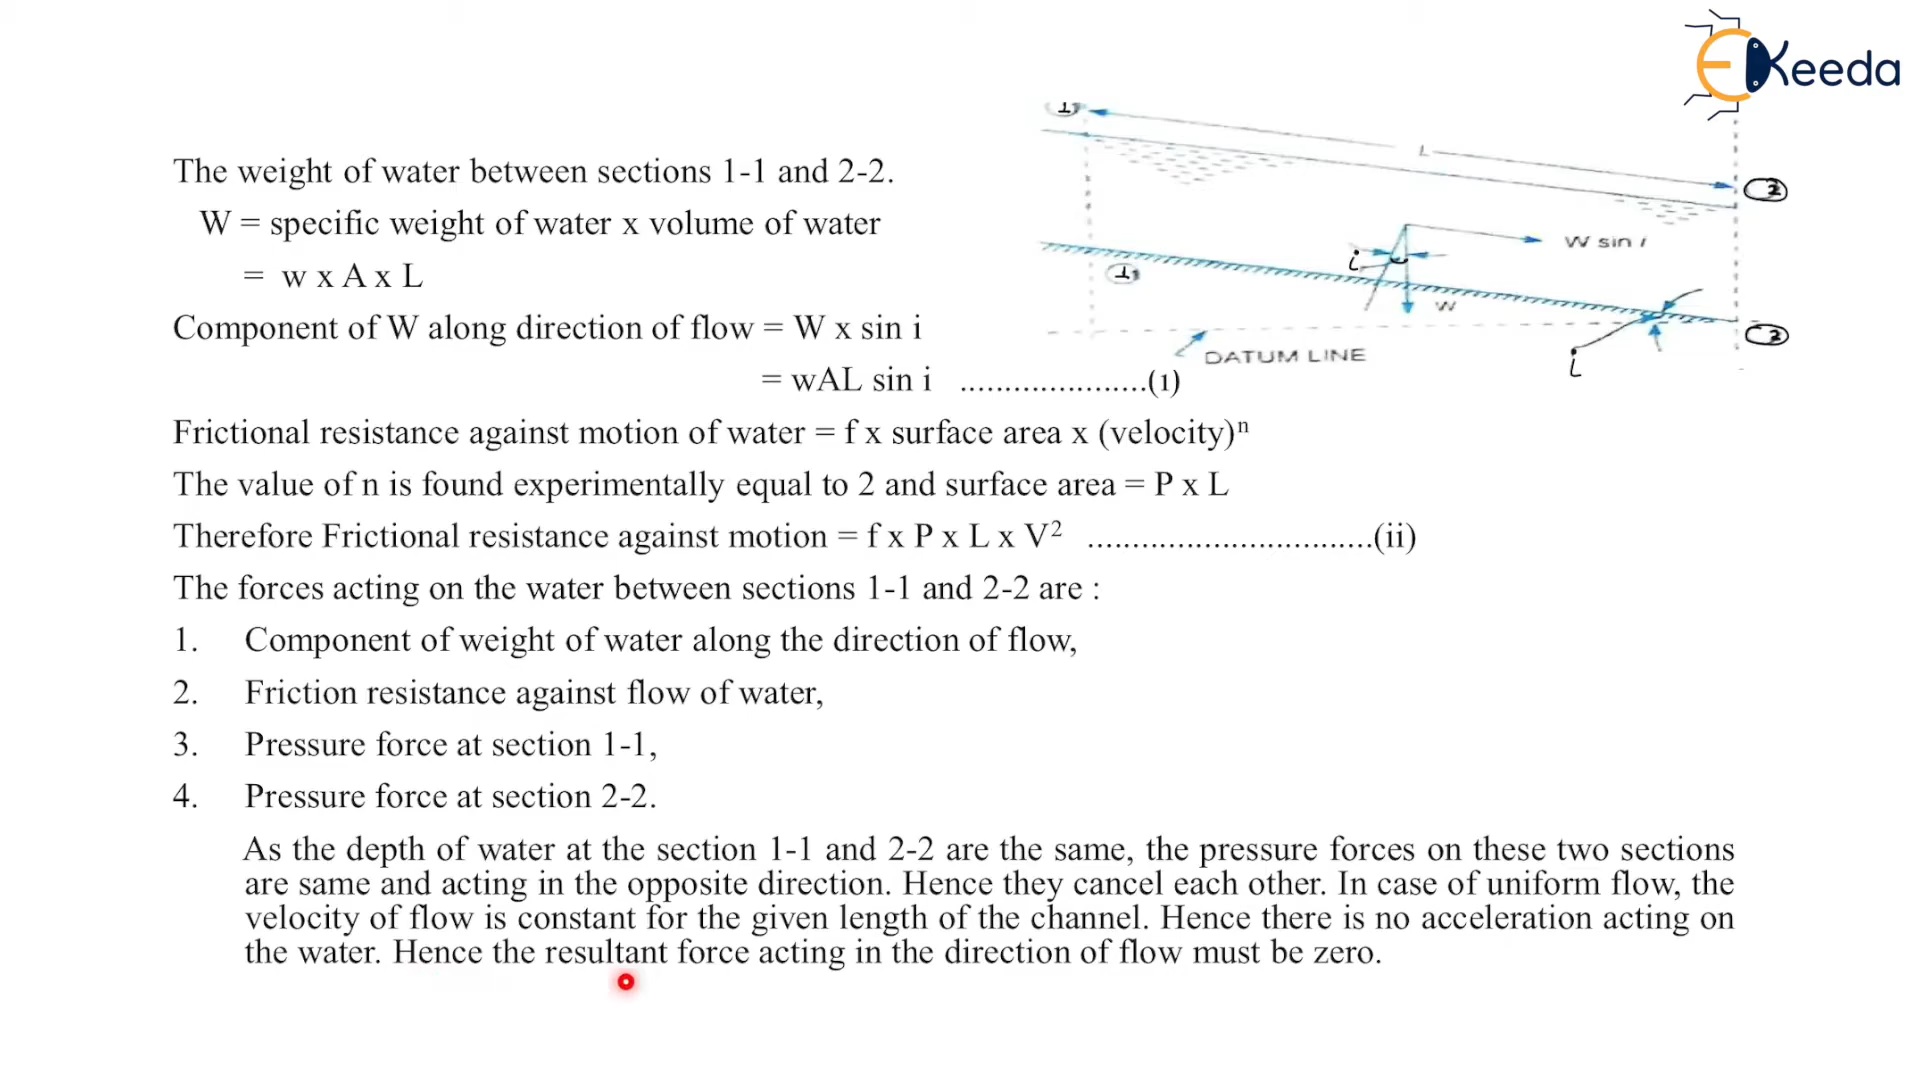 EKeeda
1
L
2
The weight of water between sections 1-1 and 2-2.
W = specific weight of water x volume of water
W sin i
i
1
= w x A x L
W
Component of W along direction of flow = W x sin i
2
DATUM LINE
i
= wAL sin i .....................(1)
Frictional resistance against motion of water = f x surface area x (velocity)ⁿ
The value of n is found experimentally equal to 2 and surface area = P x L
Therefore Frictional resistance against motion = f x P x L x V² ................................(ii)
The forces acting on the water between sections 1-1 and 2-2 are :
1. Component of weight of water along the direction of flow,
2. Friction resistance against flow of water,
3. Pressure force at section 1-1,
4. Pressure force at section 2-2.
As the depth of water at the section 1-1 and 2-2 are the same, the pressure forces on these two sections
are same and acting in the opposite direction. Hence they cancel each other. In case of uniform flow, the
velocity of flow is constant for the given length of the channel. Hence there is no acceleration acting on
the water. Hence the resultant force acting in the direction of flow must be zero.